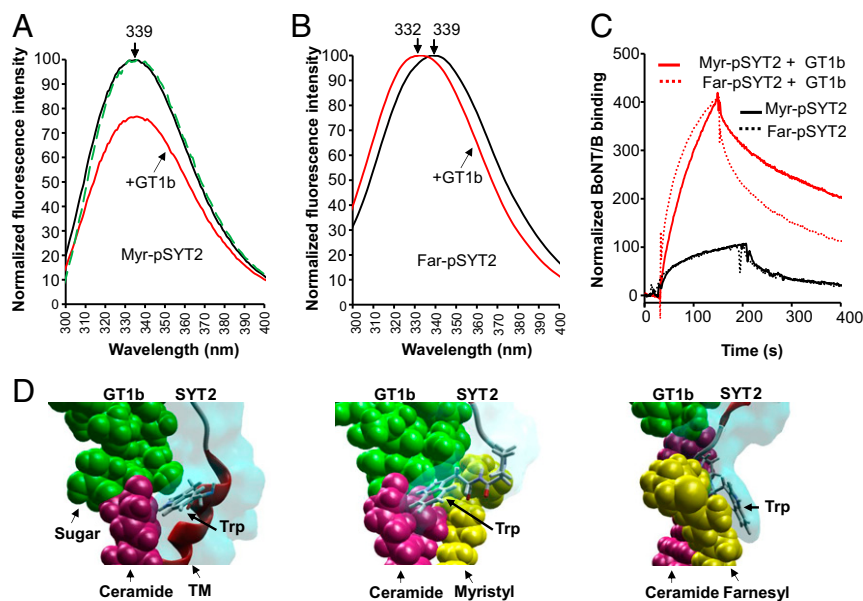 A
339
Normalized fluorescence intensity
100
90
80
70
60
50
40
30
20
10
0
+GT1b
Myr-pSYT2
300
310
320
330
340
350
360
370
380
390
400
Wavelength (nm)
B
332 339
Normalized fluorescence intensity
100
90
80
70
60
50
40
30
20
10
0
+GT1b
Far-pSYT2
300
310
320
330
340
350
360
370
380
390
400
Wavelength (nm)
C
Normalized BoNT/B binding
500
400
300
200
100
0
Myr-pSYT2 + GT1b
Far-pSYT2 + GT1b
Myr-pSYT2
Far-pSYT2
0 100 200 300 400
Time (s)
D
GT1b SYT2
Sugar
Trp
Ceramide TM
GT1b SYT2
Trp
Ceramide Myristyl
GT1b SYT2
Trp
Ceramide Farnesyl